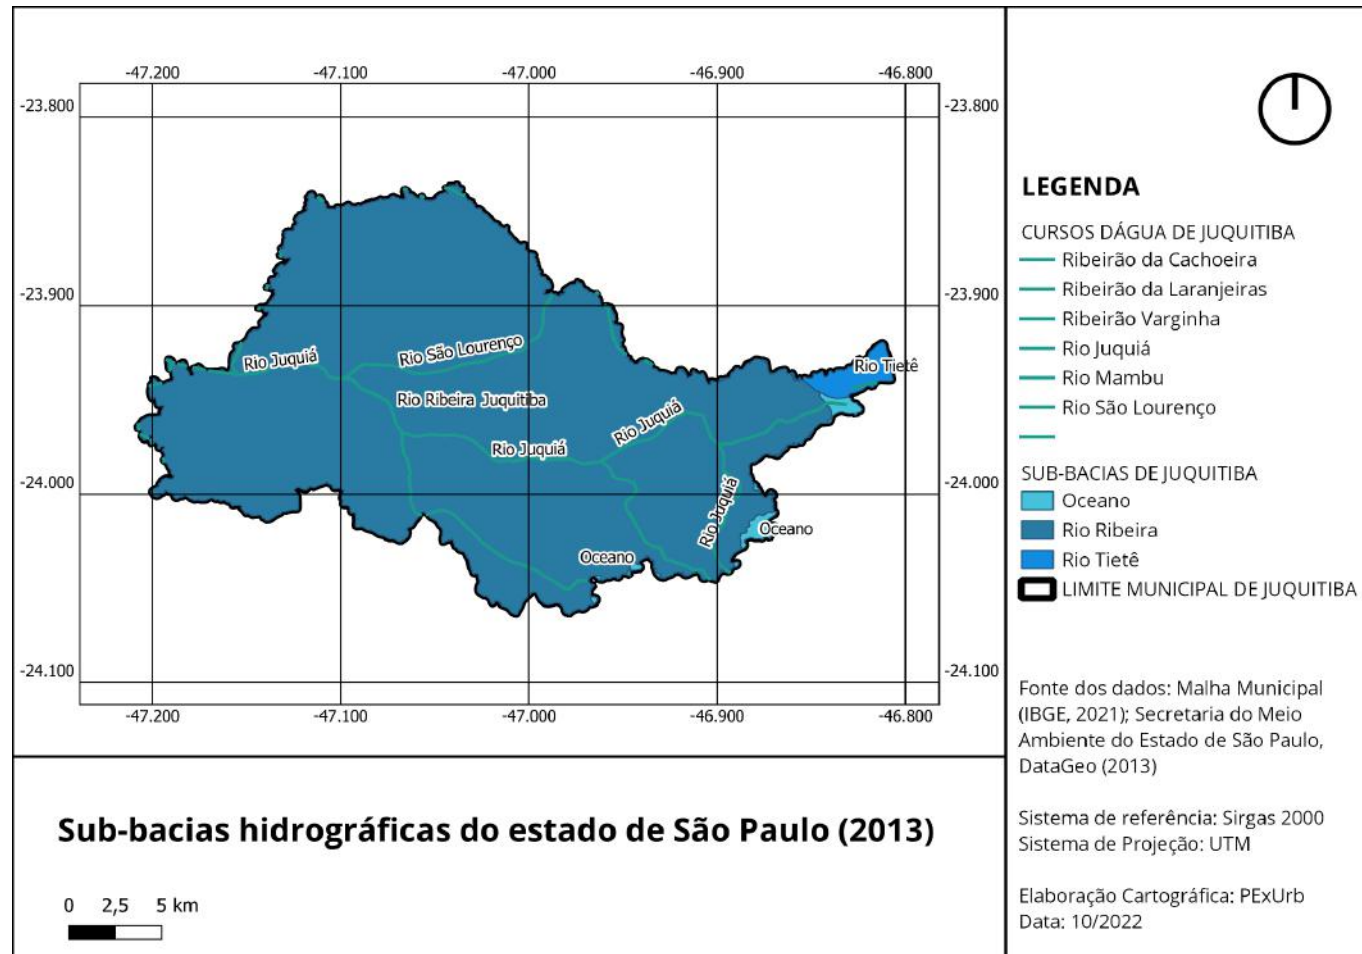 -47.200 -47.100 -47.000 -46.900 -46.800
-23.800 -23.800
-23.900 -23.900
Rio Juquiá
Rio São Lourenço
Rio Tietê
Rio Ribeira Juquitiba
Rio Juquiá
Rio Juquiá
-24.000 -24.000
Rio Juquiá
Oceano
Oceano
-24.100 -24.100
-47.200 -47.100 -47.000 -46.900 -46.800
Sub-bacias hidrográficas do estado de São Paulo (2013)
0 2,5 5 km
LEGENDA
CURSOS DÁGUA DE JUQUITIBA
Ribeirão da Cachoeira
Ribeirão da Laranjeiras
Ribeirão Varginha
Rio Juquiá
Rio Mambu
Rio São Lourenço
SUB-BACIAS DE JUQUITIBA
Oceano
Rio Ribeira
Rio Tietê
LIMITE MUNICIPAL DE JUQUITIBA
Fonte dos dados: Malha Municipal
(IBGE, 2021); Secretaria do Meio
Ambiente do Estado de São Paulo,
DataGeo (2013)
Sistema de referência: Sirgas 2000
Sistema de Projeção: UTM
Elaboração Cartográfica: PExUrb
Data: 10/2022